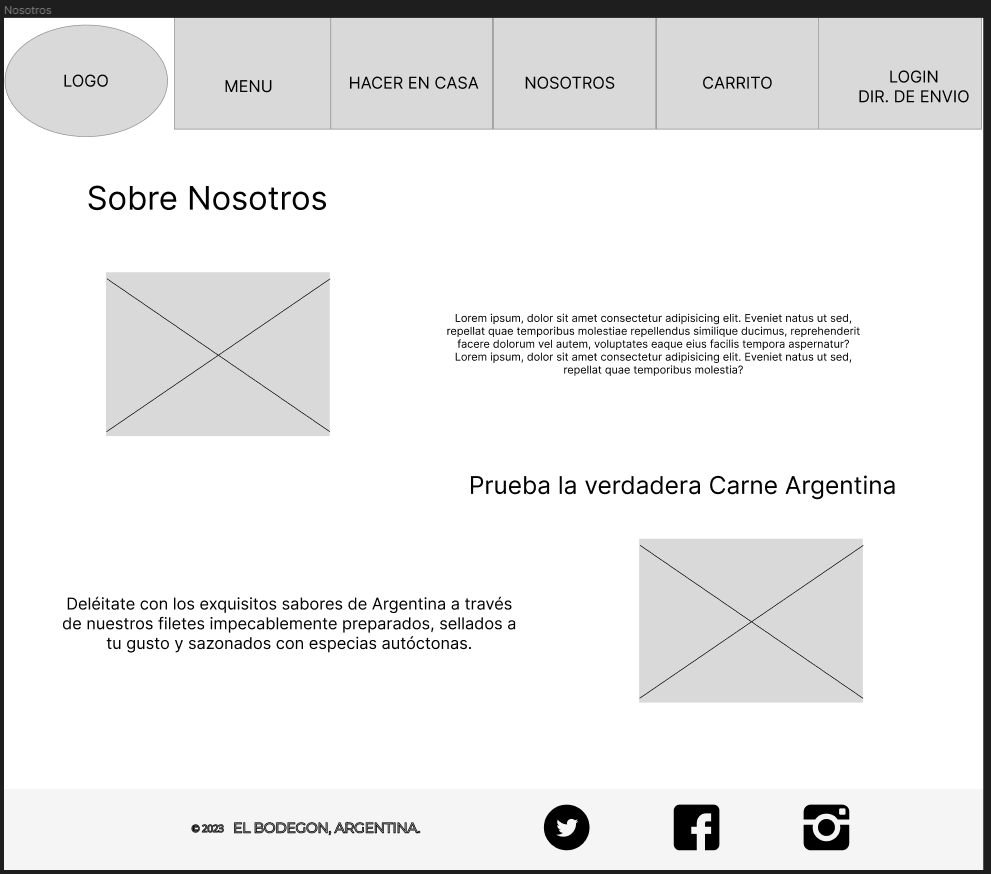 Nosotros
LOGO
MENU
HACER EN CASA
NOSOTROS
CARRITO
LOGIN
DIR. DE ENVIO
Sobre Nosotros
Lorem ipsum, dolor sit amet consectetur adipisicing elit. Eveniet natus ut sed,
repellat quae temporibus molestiae repellendus similique ducimus, reprehenderit
facere dolorum vel autem, voluptates eaque eius facilis tempora aspernatur?
Lorem ipsum, dolor sit amet consectetur adipisicing elit. Eveniet natus ut sed,
repellat quae temporibus molestia?
Prueba la verdadera Carne Argentina
Deléitate con los exquisitos sabores de Argentina a través
de nuestros filetes impecablemente preparados, sellados a
tu gusto y sazonados con especias autóctonas.
© 2023 EL BODEGON, ARGENTINA.